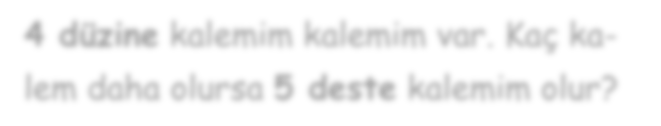 4 düzine kalemim kalemim var. Kaç ka-
lem daha olursa 5 deste kalemim olur?